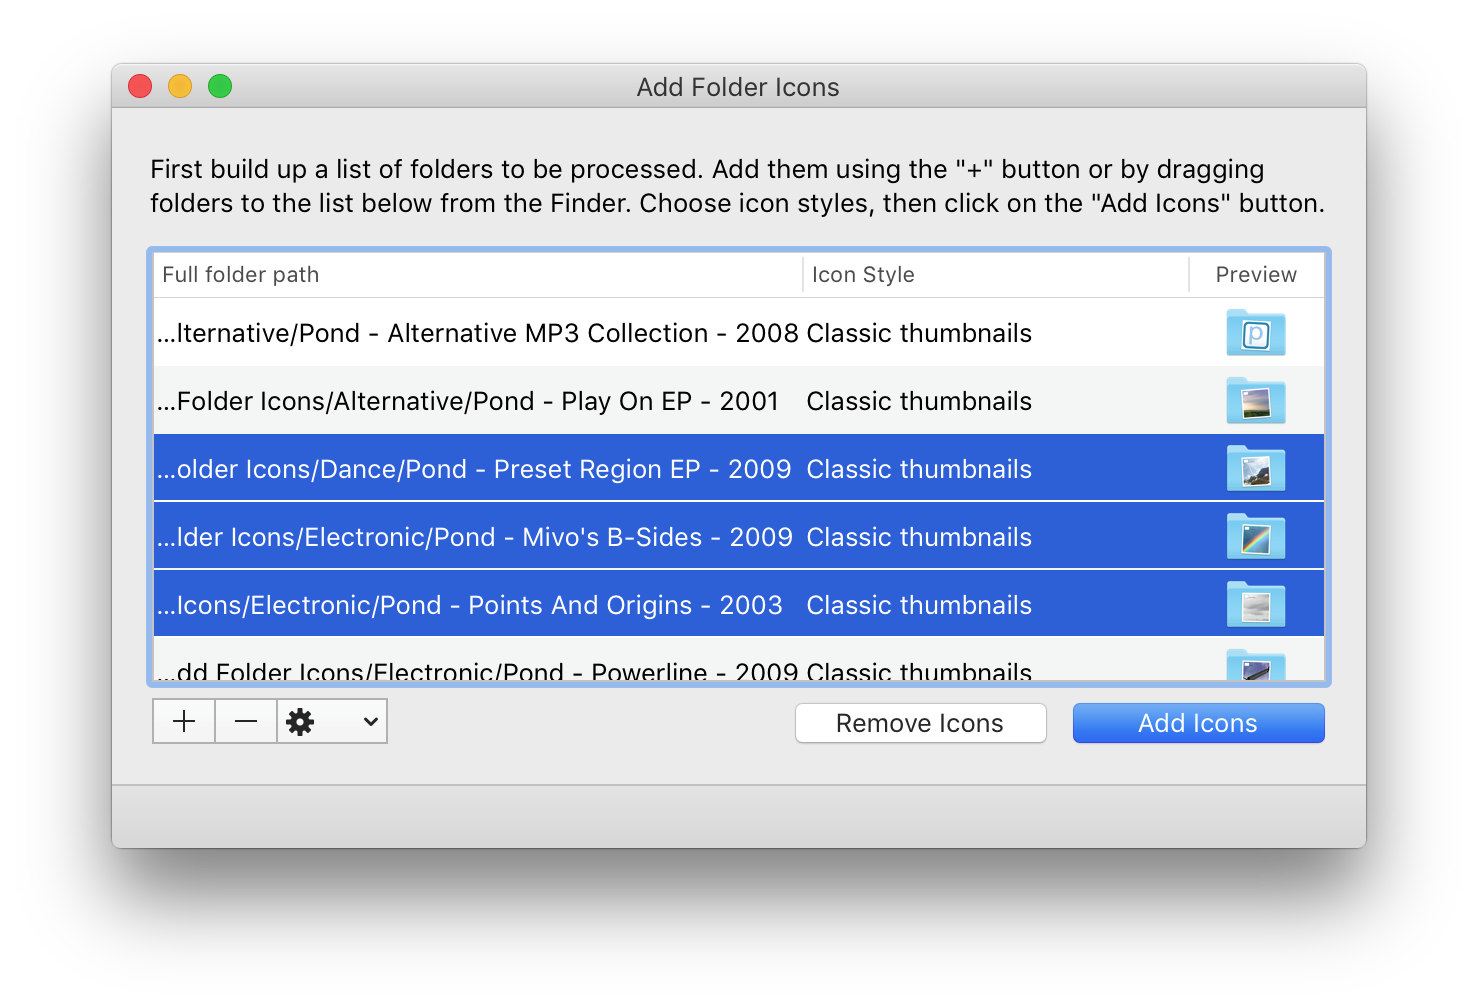 Add Folder Icons
First build up a list of folders to be processed. Add them using the "+" button or by dragging
folders to the list below from the Finder. Choose icon styles, then click on the "Add Icons" button.
Full folder path Icon Style Preview
...lternative/Pond - Alternative MP3 Collection - 2008 Classic thumbnails p
...Folder Icons/Alternative/Pond - Play On EP - 2001 Classic thumbnails
...older Icons/Dance/Pond - Preset Region EP - 2009 Classic thumbnails
...lder Icons/Electronic/Pond - Mivo's B-Sides - 2009 Classic thumbnails
...Icons/Electronic/Pond - Points And Origins - 2003 Classic thumbnails
...dd Folder Icons/Electronic/Pond - Powerline - 2009 Classic thumbnails
Remove Icons Add Icons